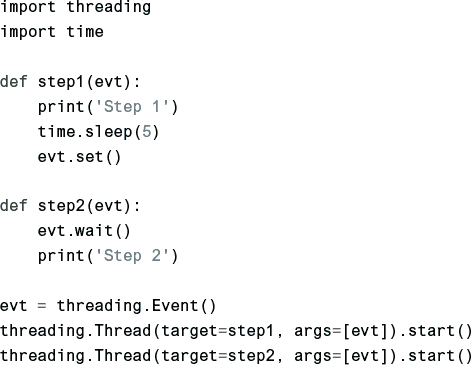 import threading
import time

def step1(evt):
    print('Step 1')
    time.sleep(5)
    evt.set()

def step2(evt):
    evt.wait()
    print('Step 2')

evt = threading.Event()
threading.Thread(target=step1, args=[evt]).start()
threading.Thread(target=step2, args=[evt]).start()